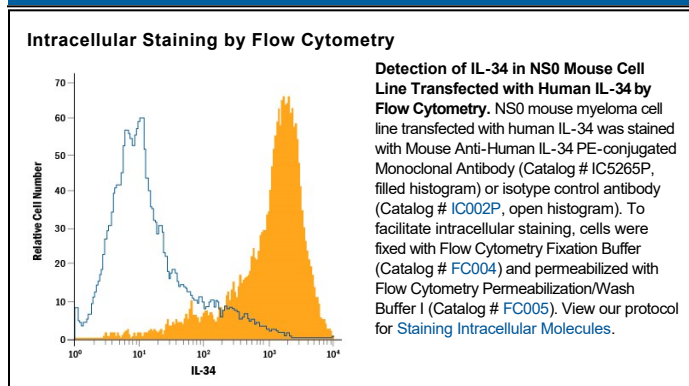 Intracellular Staining by Flow Cytometry
Relative Cell Number
70
60
50
40
30
20
10
0
10⁰
10¹
10²
10³
10⁴
IL-34
Detection of IL-34 in NS0 Mouse Cell
Line Transfected with Human IL-34 by
Flow Cytometry. NS0 mouse myeloma cell
line transfected with human IL-34 was stained
with Mouse Anti-Human IL-34 PE-conjugated
Monoclonal Antibody (Catalog # IC5265P,
filled histogram) or isotype control antibody
(Catalog # IC002P, open histogram). To
facilitate intracellular staining, cells were
fixed with Flow Cytometry Fixation Buffer
(Catalog # FC004) and permeabilized with
Flow Cytometry Permeabilization/Wash
Buffer I (Catalog # FC005). View our protocol
for Staining Intracellular Molecules.